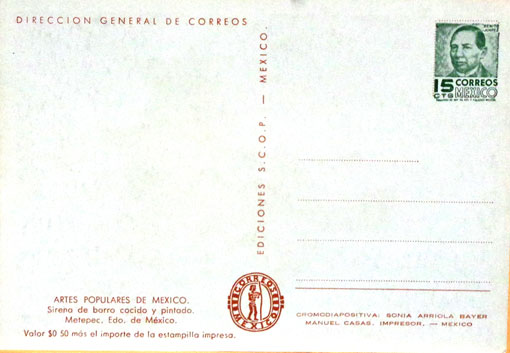 DIRECCION GENERAL DE CORREOS
EDICIONES S.C.O.P. — MEXICO.
BENITO
JUAREZ
15 CORREOS
CTS MEXICO
CORREOS
MEXICO
ARTES POPULARES DE MEXICO.
Sirena de barro cocido y pintado.
Metepec. Edo. de México.
Valor $0 50 más el importe de la estampilla impresa.
CROMODIAPOSITIVA: SONIA ARRIOLA BAYER
MANUEL CASAS. IMPRESOR, — MEXICO